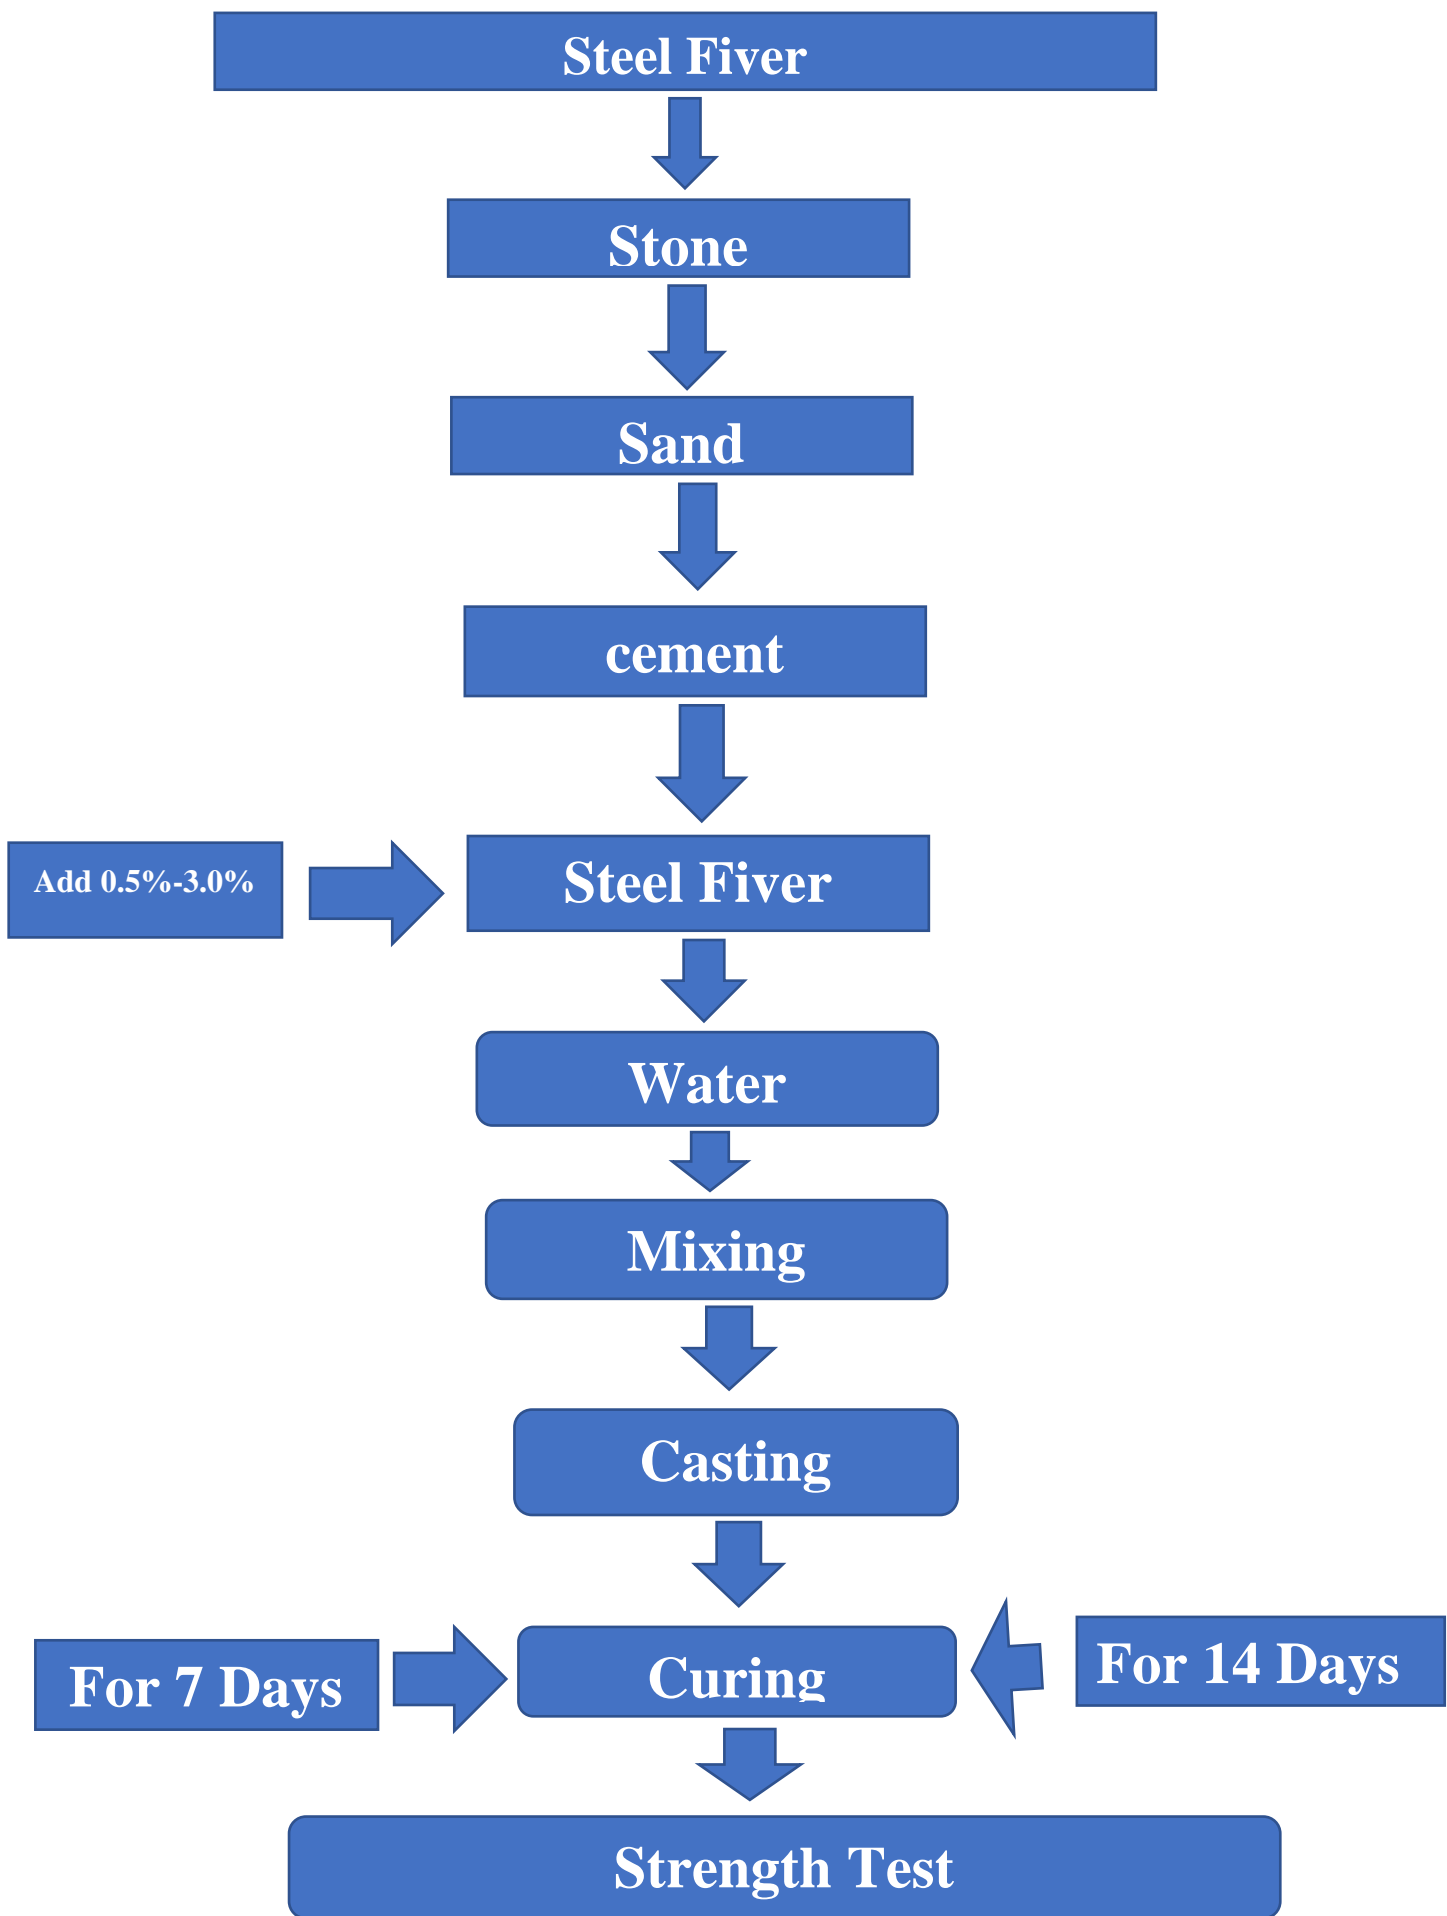 Steel Fiver
Stone
Sand
cement
Add 0.5%-3.0%
Steel Fiver
Water
Mixing
Casting
For 7 Days
Curing
For 14 Days
Strength Test